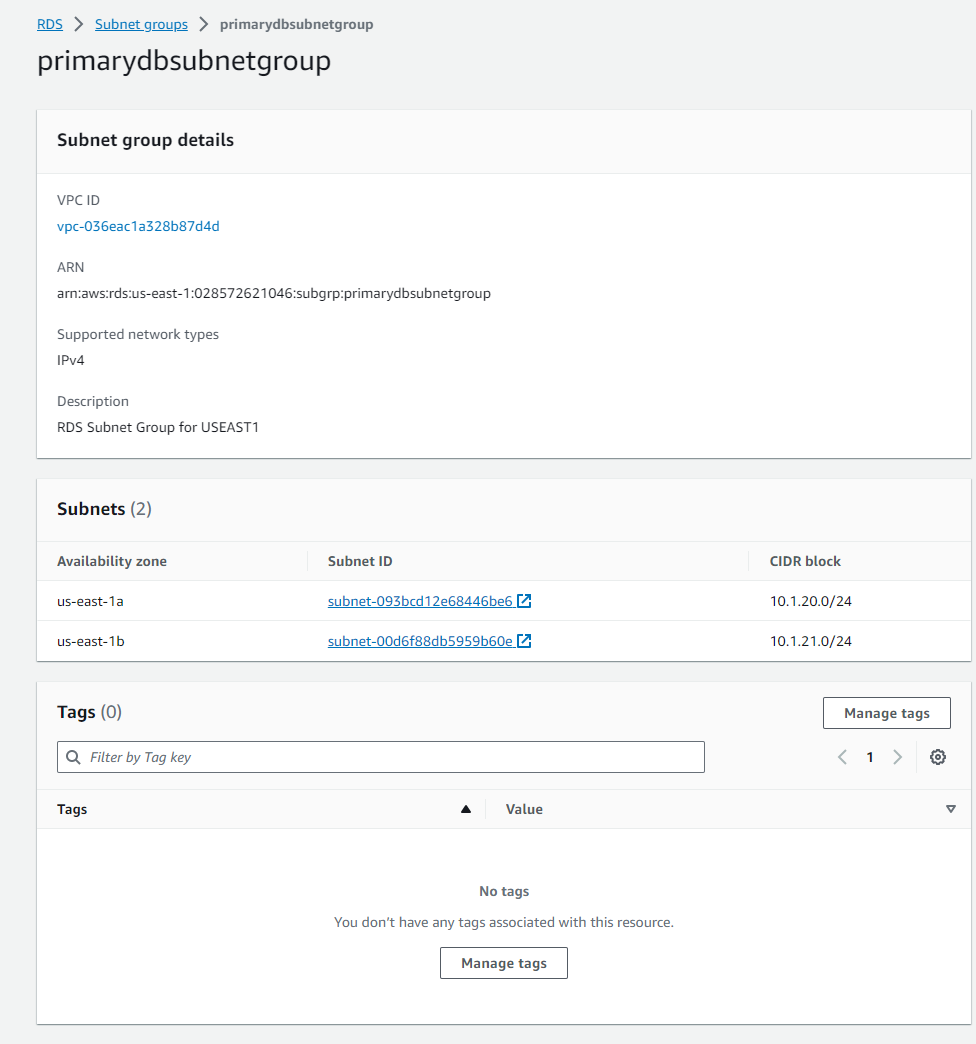 RDS > Subnet groups > primarydbsubnetgroup
primarydbsubnetgroup
Subnet group details
VPC ID
vpc-036eac1a328b87d4d
ARN
arn:aws:rds:us-east-1:028572621046:subgrp:primarydbsubnetgroup
Supported network types
IPv4
Description
RDS Subnet Group for USEAST1
Subnets (2)
Availability zone Subnet ID CIDR block
us-east-1a subnet-093bcd12e68446be6 10.1.20.0/24
us-east-1b subnet-00d6f88db5959b60e 10.1.21.0/24
Tags (0) Manage tags
Filter by Tag key 1
Tags Value
No tags
You don't have any tags associated with this resource.
Manage tags